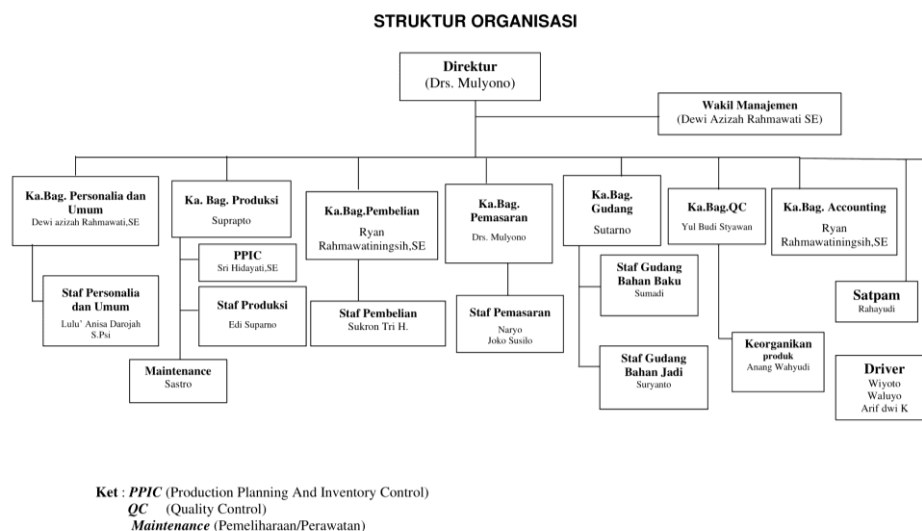 STRUKTUR ORGANISASI
Direktur
(Drs. Mulyono)
Wakil Manajemen
(Dewi Azizah Rahmawati SE)
Ka.Bag. Personalia dan
Umum
Dewi azizah Rahmawati,SE
Ka. Bag. Produksi
Suprapto
Ka.Bag.Pembelian
Ryan
Rahmawatiningsih,SE
Ka.Bag.
Pemasaran
Drs. Mulyono
Ka.Bag.
Gudang
Sutarno
Ka.Bag.QC
Yul Budi Styawan
Ka.Bag. Accounting
Ryan
Rahmawatiningsih,SE
PPIC
Sri Hidayati,SE
Staf Gudang
Bahan Baku
Sumadi
Staf Personalia
dan Umum
Lulu' Anisa Darojah
S.Psi
Staf Produksi
Edi Suparno
Staf Pembelian
Sukron Tri H.
Staf Pemasaran
Naryo
Joko Susilo
Satpam
Rahayudi
Maintenance
Sastro
Staf Gudang
Bahan Jadi
Suryanto
Keorganikan
produk
Anang Wahyudi
Driver
Wiyoto
Waluyo
Arif dwi K
Ket : PPIC (Production Planning And Inventory Control)
QC (Quality Control)
Maintenance (Pemeliharaan/Perawatan)